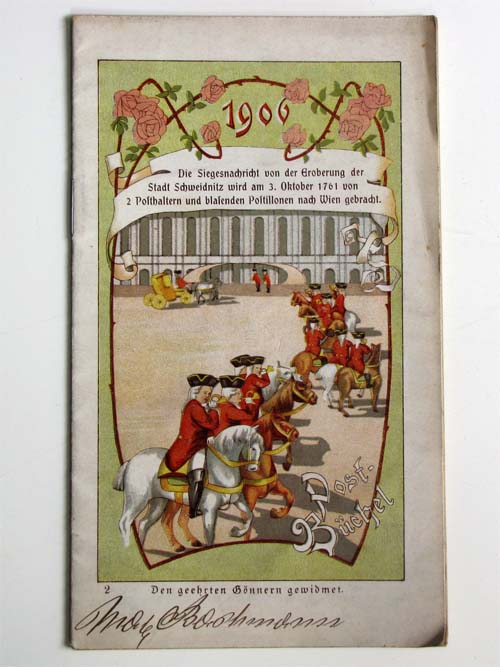 1906
Die Siegesnachricht von der Eroberung der
Stadt Schweidnitz wird am 3. Oktober 1761 von
2 Posthaltern und blasenden Postillonen nach Wien gebracht.
Post-
Büchel
2 Den geehrten Gönnern gewidmet.